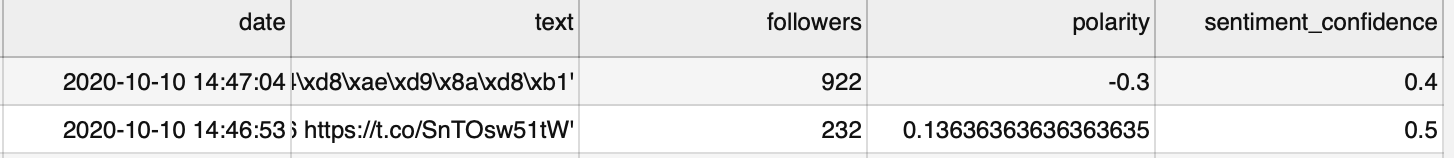 date text followers polarity sentiment_confidence
2020-10-10 14:47:04 \xd8\xae\xd9\x8a\xd8\xb1' 922 -0.3 0.4
2020-10-10 14:46:53 https://t.co/SnTOsw51tW' 232 0.13636363636363635 0.5